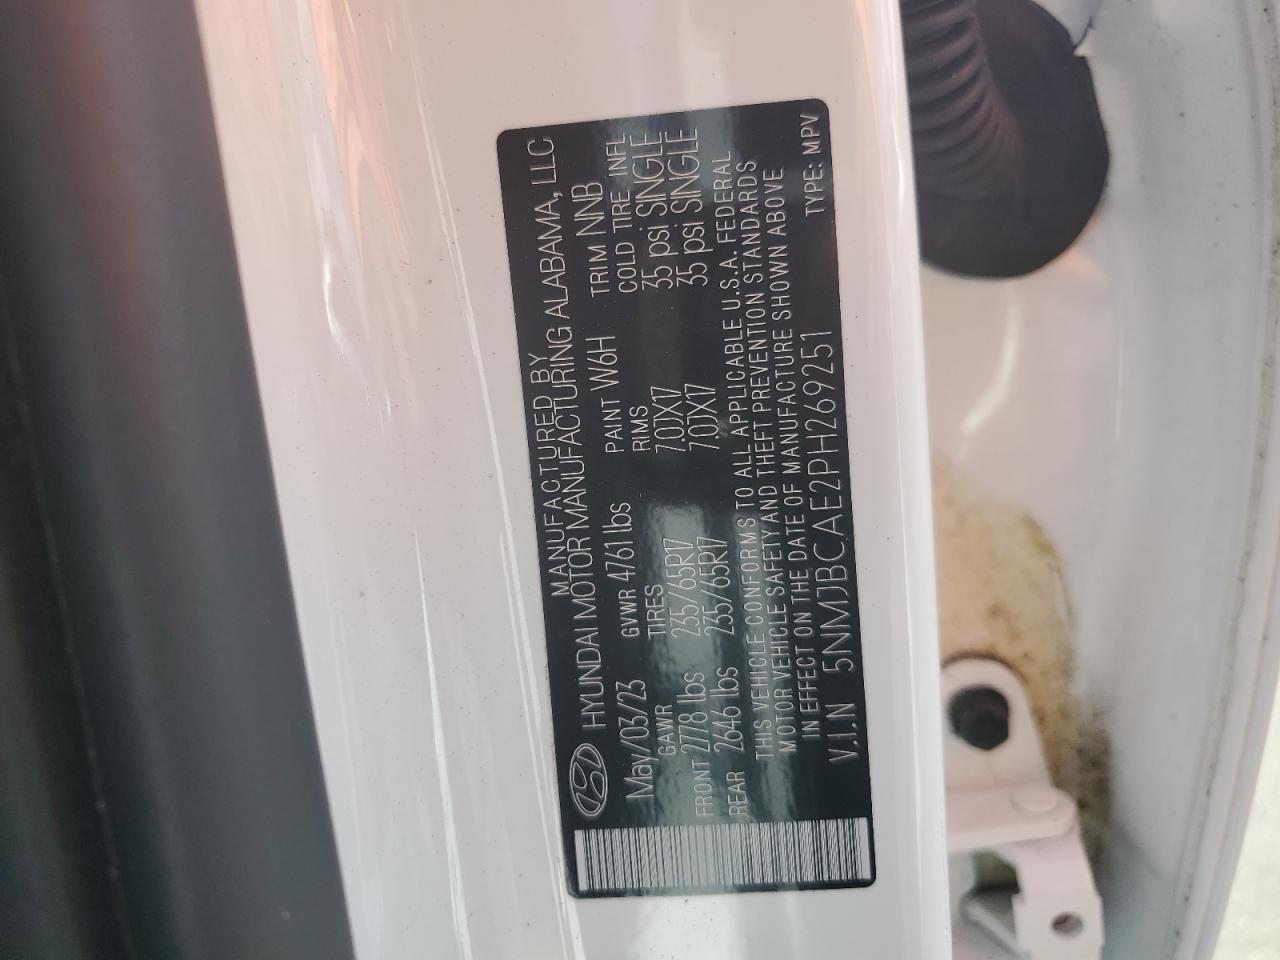 MANUFACTURED BY
HYUNDAI MOTOR MANUFACTURING ALABAMA, LLC
May/03/23 GVWR 4761 lbs PAINT W6H TRIM NNB
GAWR TIRES RIMS COLD TIRE INFL
FRONT 2778 lbs 235/65R17 7.0JX17 35 psi SINGLE
REAR 2646 lbs 235/65R17 7.0JX17 35 psi SINGLE
THIS VEHICLE CONFORMS TO ALL APPLICABLE U.S.A. FEDERAL
MOTOR VEHICLE SAFETY AND THEFT PREVENTION STANDARDS
IN EFFECT ON THE DATE OF MANUFACTURE SHOWN ABOVE
V.I.N 5NMJBCAE2PH269251 TYPE: MPV